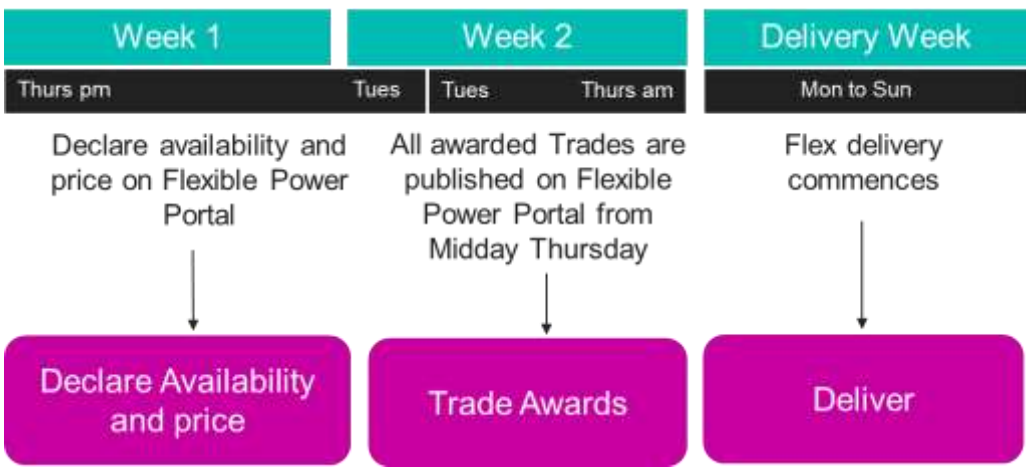 Week 1
Week 2
Delivery Week
Thurs pm
Tues
Tues
Thurs am
Mon to Sun
Declare availability and
price on Flexible Power
Portal
All awarded Trades are
published on Flexible
Power Portal from
Midday Thursday
Flex delivery
commences
Declare Availability
and price
Trade Awards
Deliver